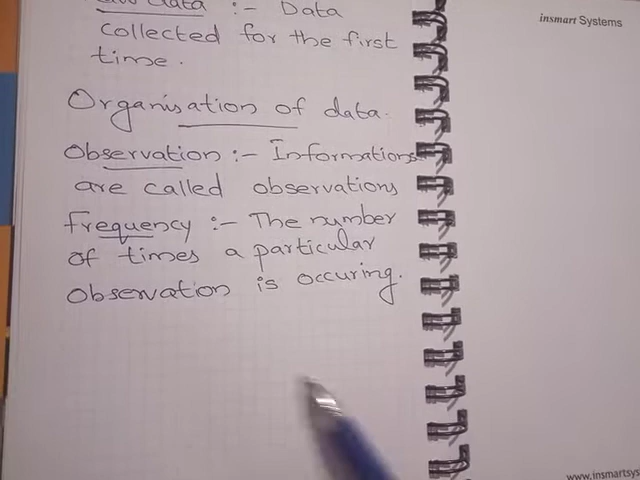 Raw data :- Data
collected for the first
time.
Organisation of data.
Observation :- Informations
are called observations
frequency :- The number
of times a particular
observation is occuring.
insmart Systems
www.insmartsys